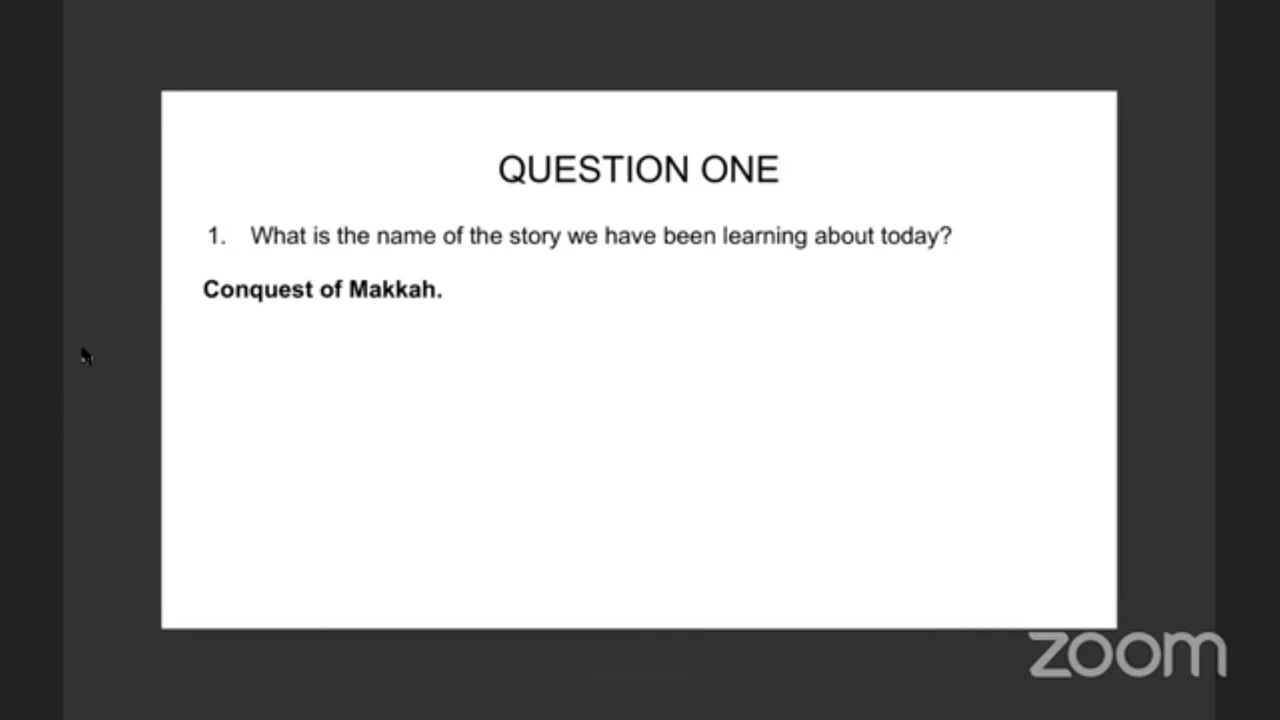 QUESTION ONE
1. What is the name of the story we have been learning about today?
Conquest of Makkah.
zoom